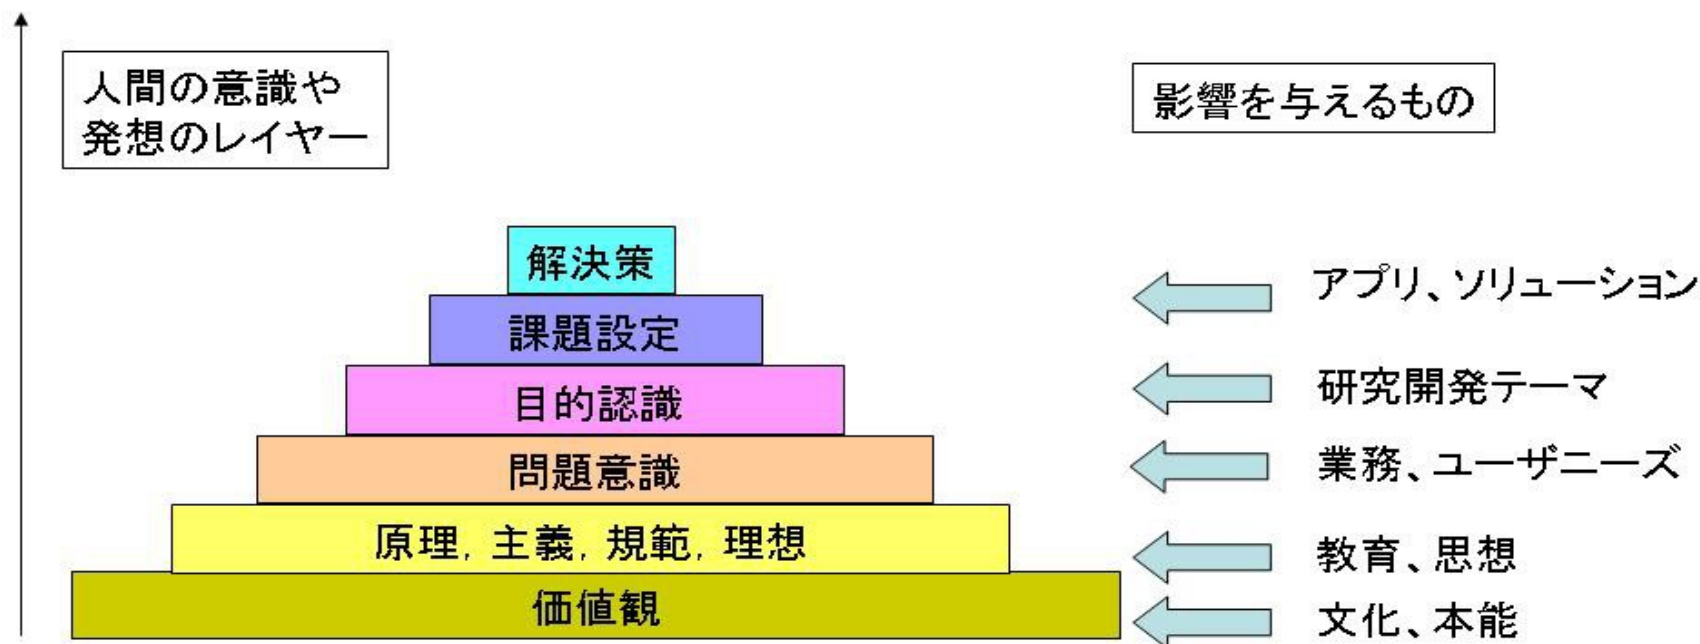 人間の意識や
発想のレイヤー
影響を与えるもの
解決策
アプリ、ソリューション
課題設定
研究開発テーマ
目的認識
業務、ユーザニーズ
問題意識
教育、思想
原理, 主義, 規範, 理想
文化、本能
価値観